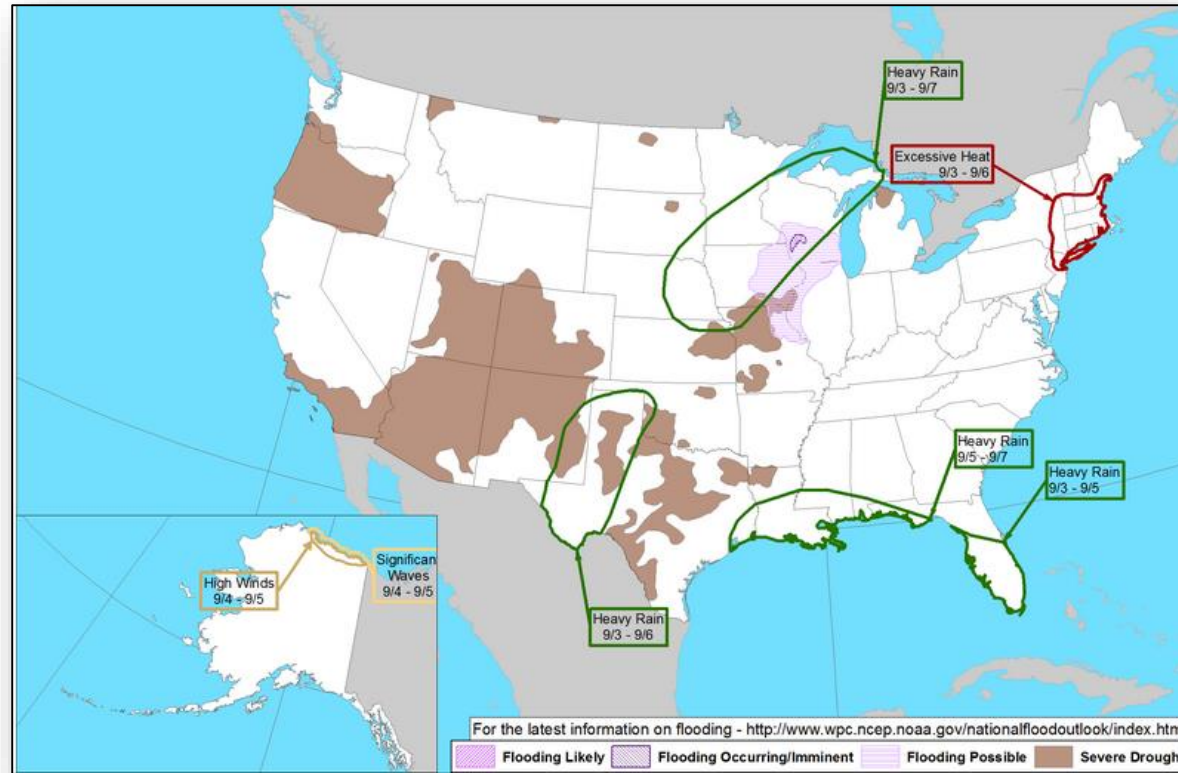 Heavy Rain
9/3 - 9/7
Excessive Heat
9/3 - 9/6
Heavy Rain
9/5 - 9/7
Heavy Rain
9/3 - 9/5
Heavy Rain
9/3 - 9/6
High Winds
9/4 - 9/5
Significan
Waves
9/4 - 9/5
For the latest information on flooding - http://www.wpc.ncep.noaa.gov/nationalfloodoutlook/index.htm
Flooding Likely Flooding Occurring/Imminent Flooding Possible Severe Drough